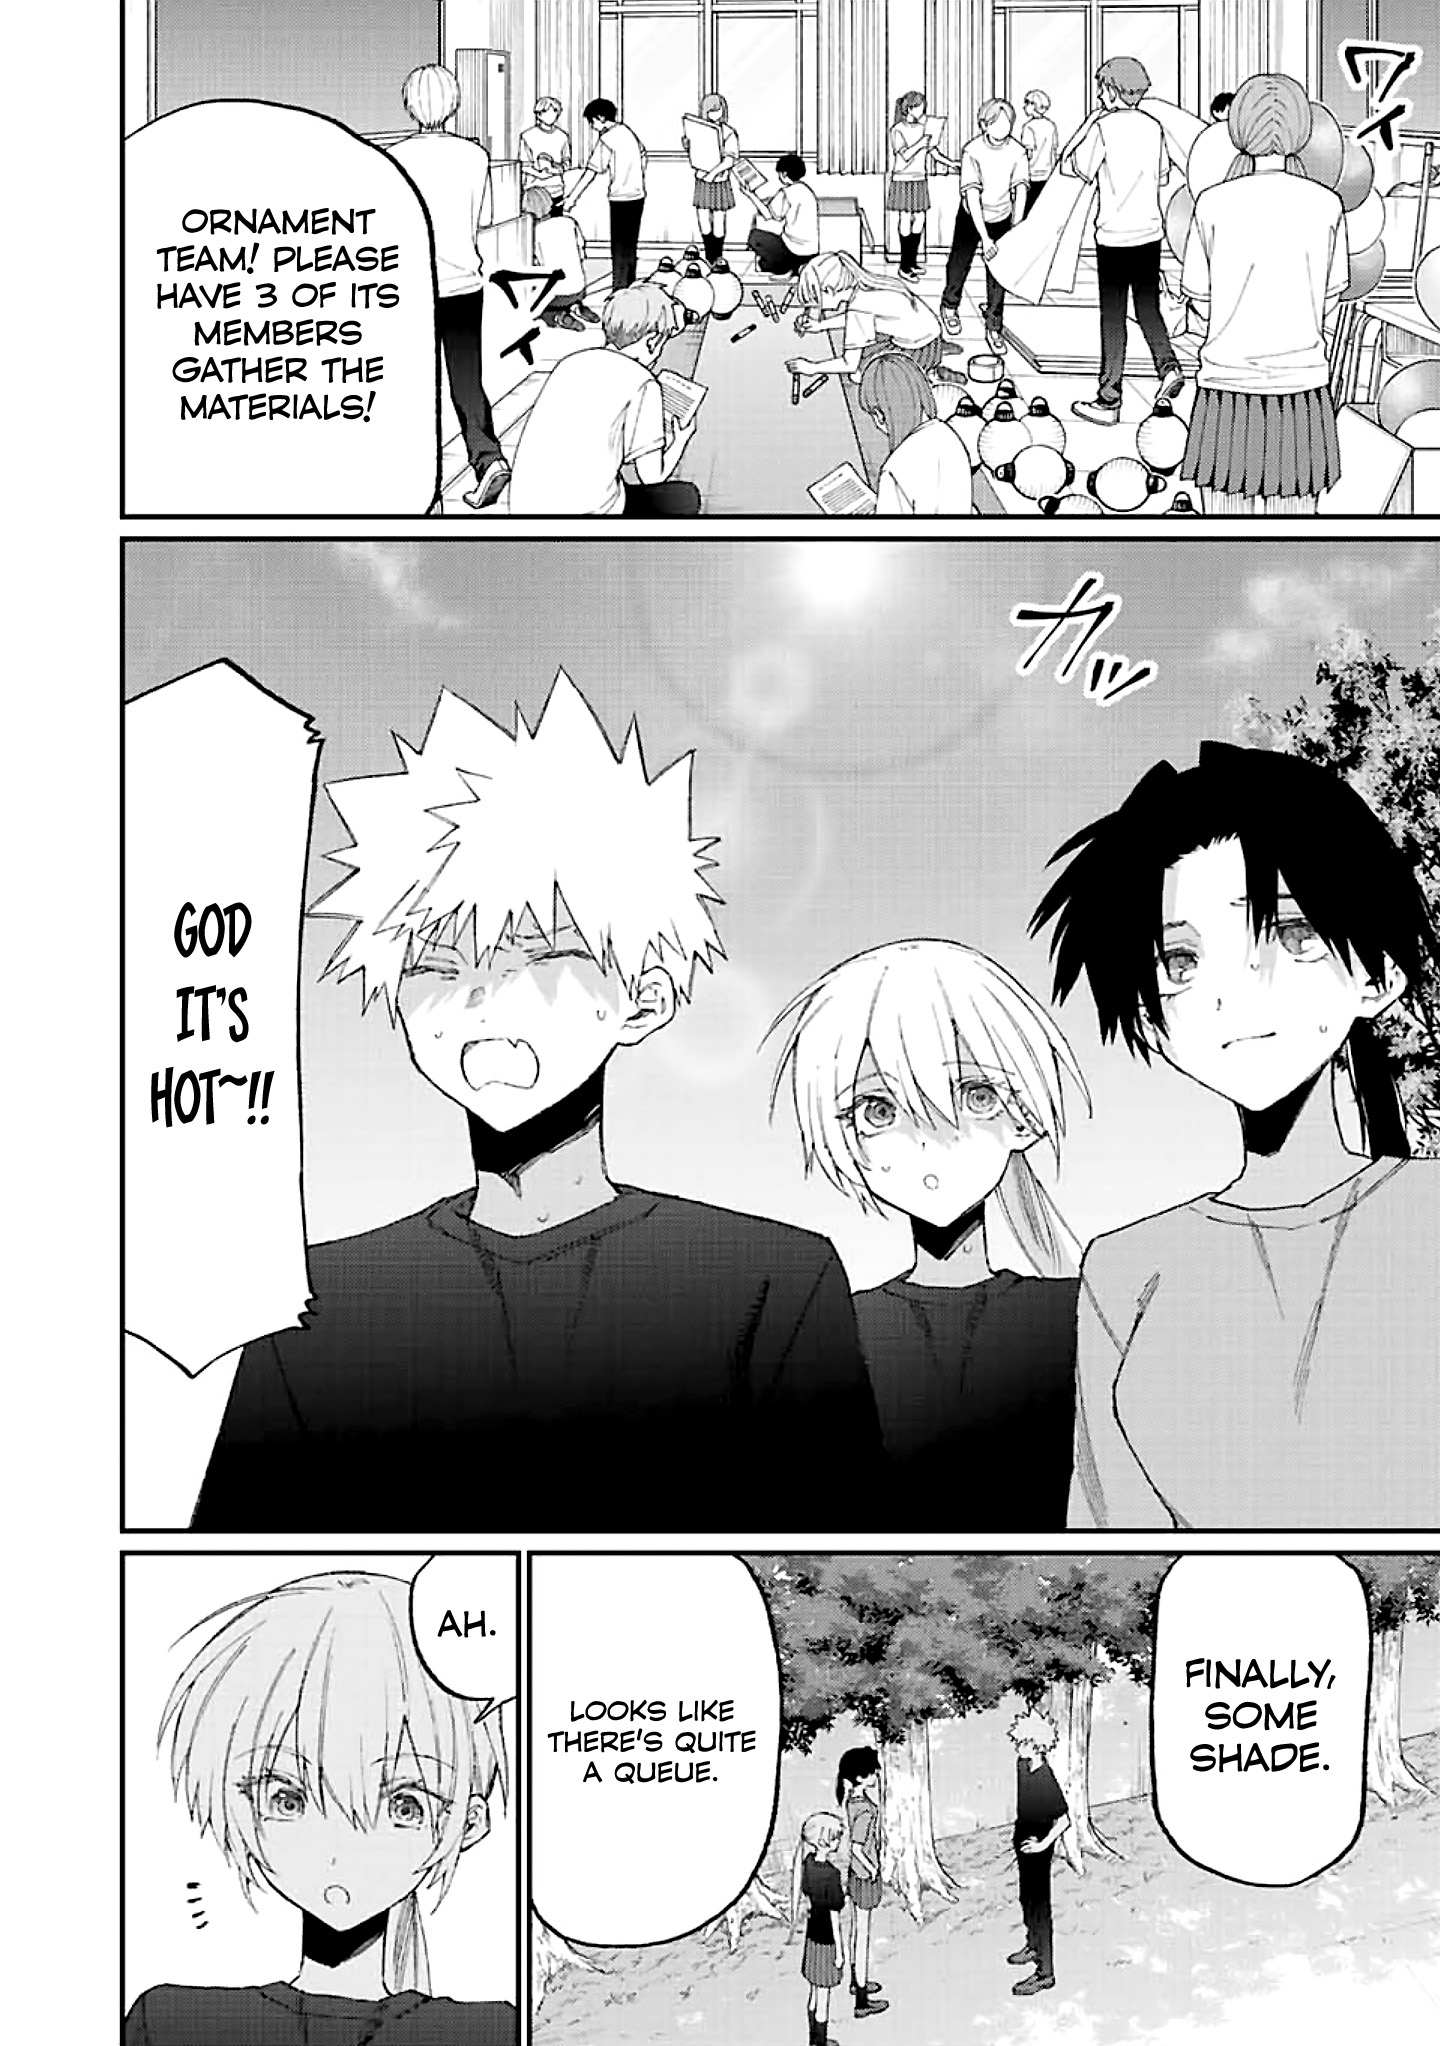 ワイ
ワイ
ORNAMENT
TEAM! PLEASE
HAVE 3 OF ITS
MEMBERS
GATHER THE
MATERIALS!
カッ
GOD
IT'S
HOT~!!
FINALLY,
SOME
SHADE.
LOOKS LIKE
THERE'S QUITE
A QUEUE.
AH.